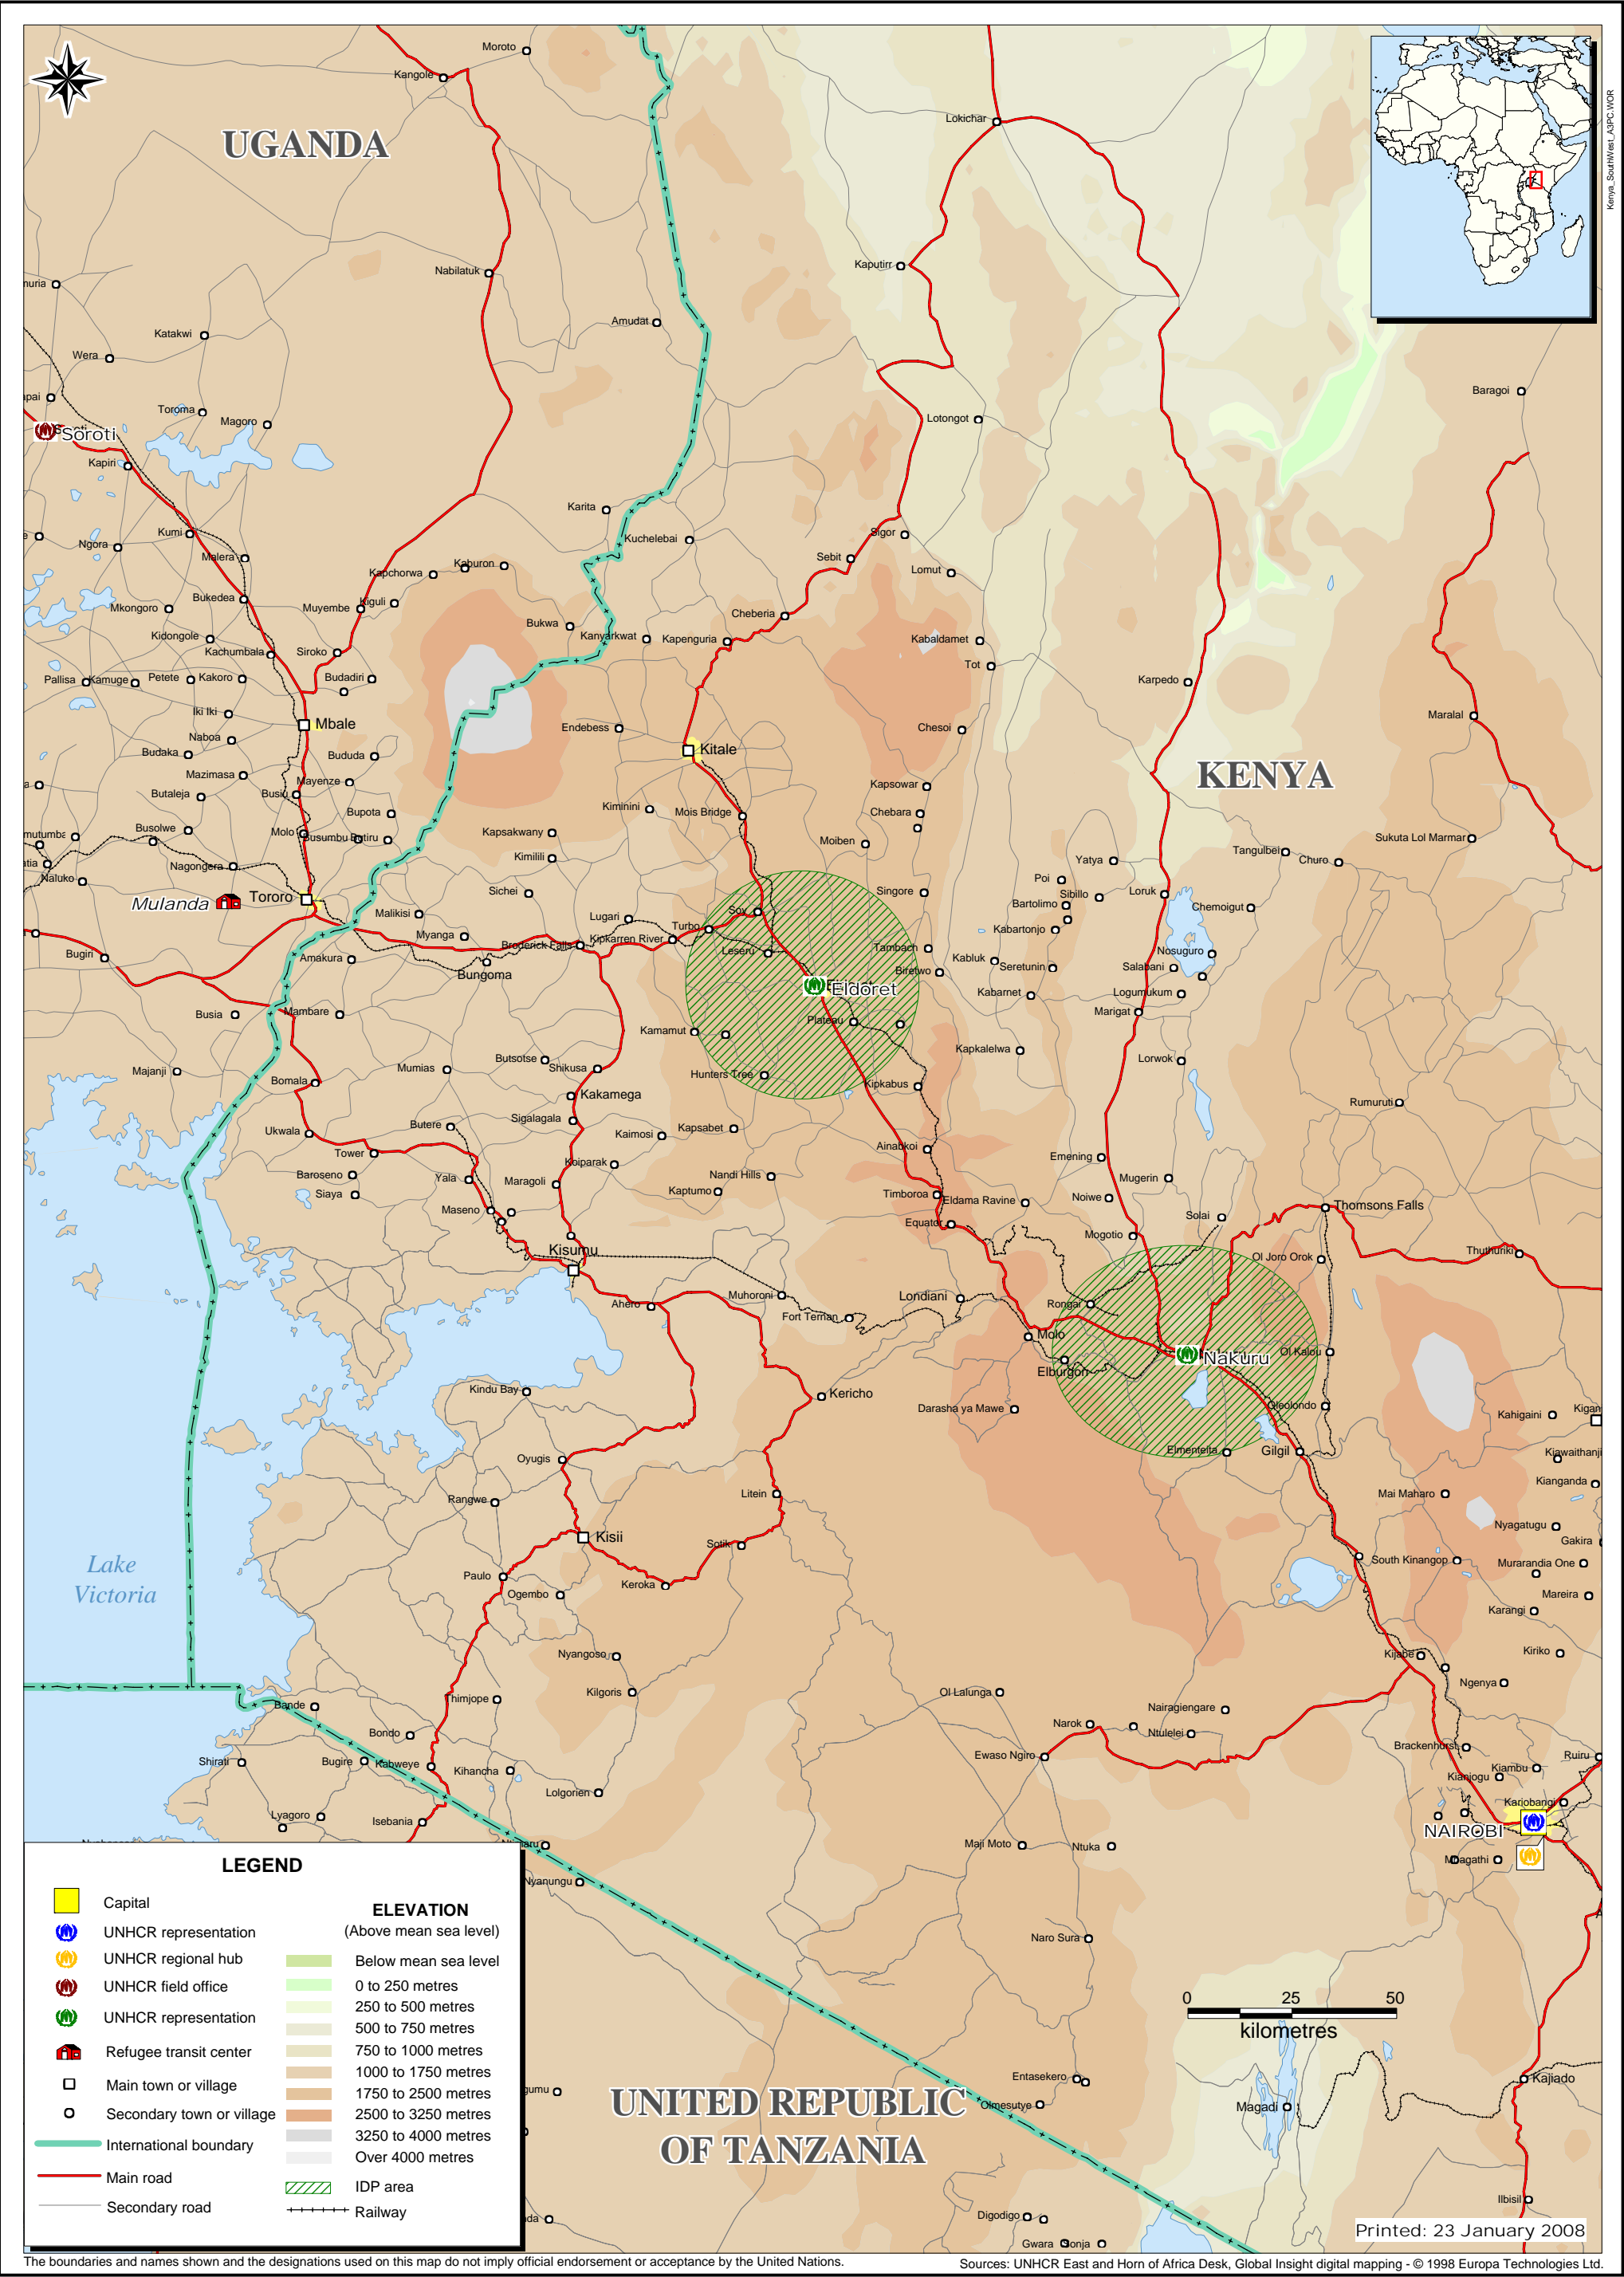 Moroto
Kangole
UGANDA
Lokichar
Kenya_SouthWest_A3PC.WOR
Nabilatuk
Kaputirr
Amudat
Katakwi
Wera
Baragoi
Toroma
Magoro
Lotongot
Soroti
Kapiri
Karita
Kumi
Ngora
Kuchelebai
Sigor
Malera
Sebit
Kaburon
Kapchorwa
Lomut
Bukedea
Kiguli
Mkongoro
Muyembe
Cheberia
Bukwa
Kidongole
Kanyarkwat
Kapenguria
Kabaldamet
Kachumbala
Siroko
Tot
Pallisa
Kamuge
Petete
Kakoro
Budadiri
Karpedo
Iki Iki
Maralal
Mbale
Endebess
Chesoi
Naboa
Kitale
Budaka
Bududa
KENYA
Mazimasa
Mayenze
Kapsowar
Butaleja
Busiu
Kiminini
Mois Bridge
Chebara
Bupota
Busolwe
Molo
Busumbu
Butiru
Kapsakwany
Moiben
Sukuta Lol Marmar
Tangulbei
Churo
Nagongera
Kimilili
Yatya
Naluko
Poi
Mulanda
Tororo
Sichei
Singore
Sibillo
Loruk
Bartolimo
Chemoigut
Malikisi
Lugari
Soy
Turbo
Kabartonjo
Myanga
Kipkarren River
Broderick Falls
Leseru
Tambach
Nosuguro
Bugiri
Amakura
Kabluk
Seretunin
Salabani
Bungoma
Biretwo
Eldoret
Kabarnet
Logumukum
Busia
Mambare
Plateau
Marigat
Kamamut
Kapkalelwa
Butsotse
Lorwok
Majanji
Mumias
Shikusa
Hunters Tree
Bomala
Kipkabus
Kakamega
Rumuruti
Sigalagala
Ukwala
Butere
Kaimosi
Kapsabet
Ainabkoi
Tower
Koiparak
Emening
Baroseno
Yala
Maragoli
Nandi Hills
Mugerin
Siaya
Kaptumo
Timboroa
Eldama Ravine
Noiwe
Thomsons Falls
Maseno
Equator
Solai
Mogotio
Kisumu
Ol Joro Orok
Thuthuriki
Muhoroni
Londiani
Ahero
Rongai
Fort Ternan
Molo
Nakuru
Ol Kalou
Elburgon
Kindu Bay
Kericho
Darasha ya Mawe
Oleolondo
Kahigaini
Oyugis
Elmenteita
Gilgil
Kiawaithanji
Rangwe
Litein
Kianganda
Mai Maharo
Kisii
Nyagatugu
Gakira
Lake
Victoria
Sotik
South Kinangop
Murarandia One
Paulo
Keroka
Ogembo
Mareira
Karangi
Nyangoso
Kijabe
Kiriko
Kilgoris
Ol Lalunga
Ngenya
Bande
Thimjope
Nairagiengare
Narok
Ntulelei
Bondo
Brackenhurst
Shirati
Bugire
Kabweye
Kihancha
Ewaso Ngiro
Ruiru
Kiambu
Kianjogu
Lolgorien
Kariobangi
Lyagoro
Isebania
NAIROBI
Maji Moto
Ntuka
Mbagathi
Nyanungu
Naro Sura
0 25 50
kilometres
Entasekero
Kajiado
UNITED REPUBLIC
OF TANZANIA
Olmesutye
Magadi
Ilbisil
Digodigo
Gwara
Sonja
LEGEND
Capital
UNHCR representation
UNHCR regional hub
UNHCR field office
UNHCR representation
Refugee transit center
Main town or village
Secondary town or village
International boundary
Main road
Secondary road
ELEVATION
(Above mean sea level)
Below mean sea level
0 to 250 metres
250 to 500 metres
500 to 750 metres
750 to 1000 metres
1000 to 1750 metres
1750 to 2500 metres
2500 to 3250 metres
3250 to 4000 metres
Over 4000 metres
IDP area
Railway
Printed: 23 January 2008
The boundaries and names shown and the designations used on this map do not imply official endorsement or acceptance by the United Nations.
Sources: UNHCR East and Horn of Africa Desk, Global Insight digital mapping - © 1998 Europa Technologies Ltd.